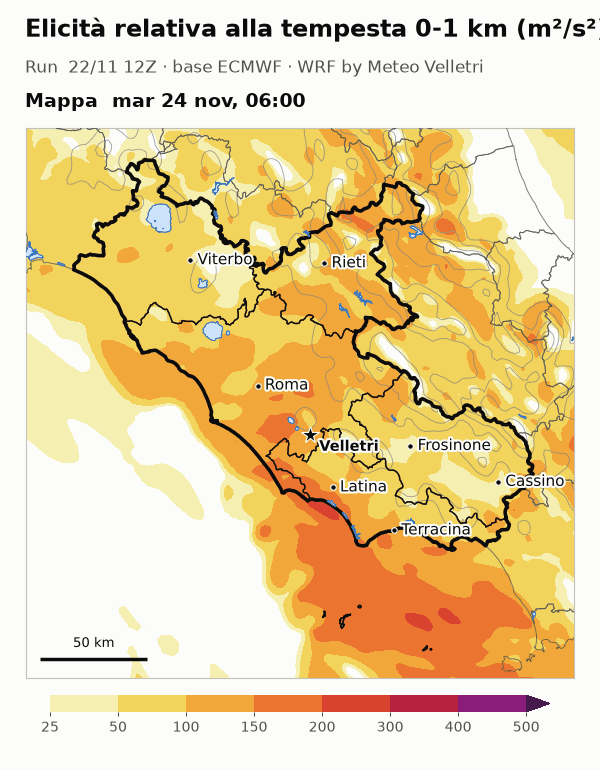 Elicità relativa alla tempesta 0-1 km (m²/s²)
Run 22/11 12Z · base ECMWF · WRF by Meteo Velletri
Mappa mar 24 nov, 06:00
Viterbo
Rieti
Roma
Velletri
Frosinone
Cassino
Latina
Terracina
50 km
25 50 100 150 200 300 400 500